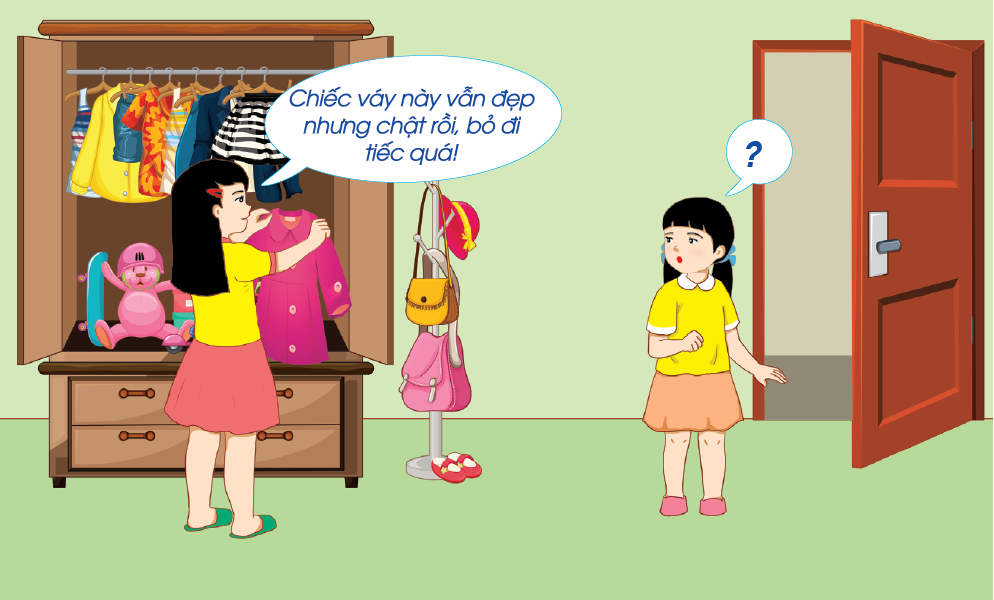 Chiếc váy này vẫn đẹp
nhưng chật rồi, bỏ đi
tiếc quá!
?